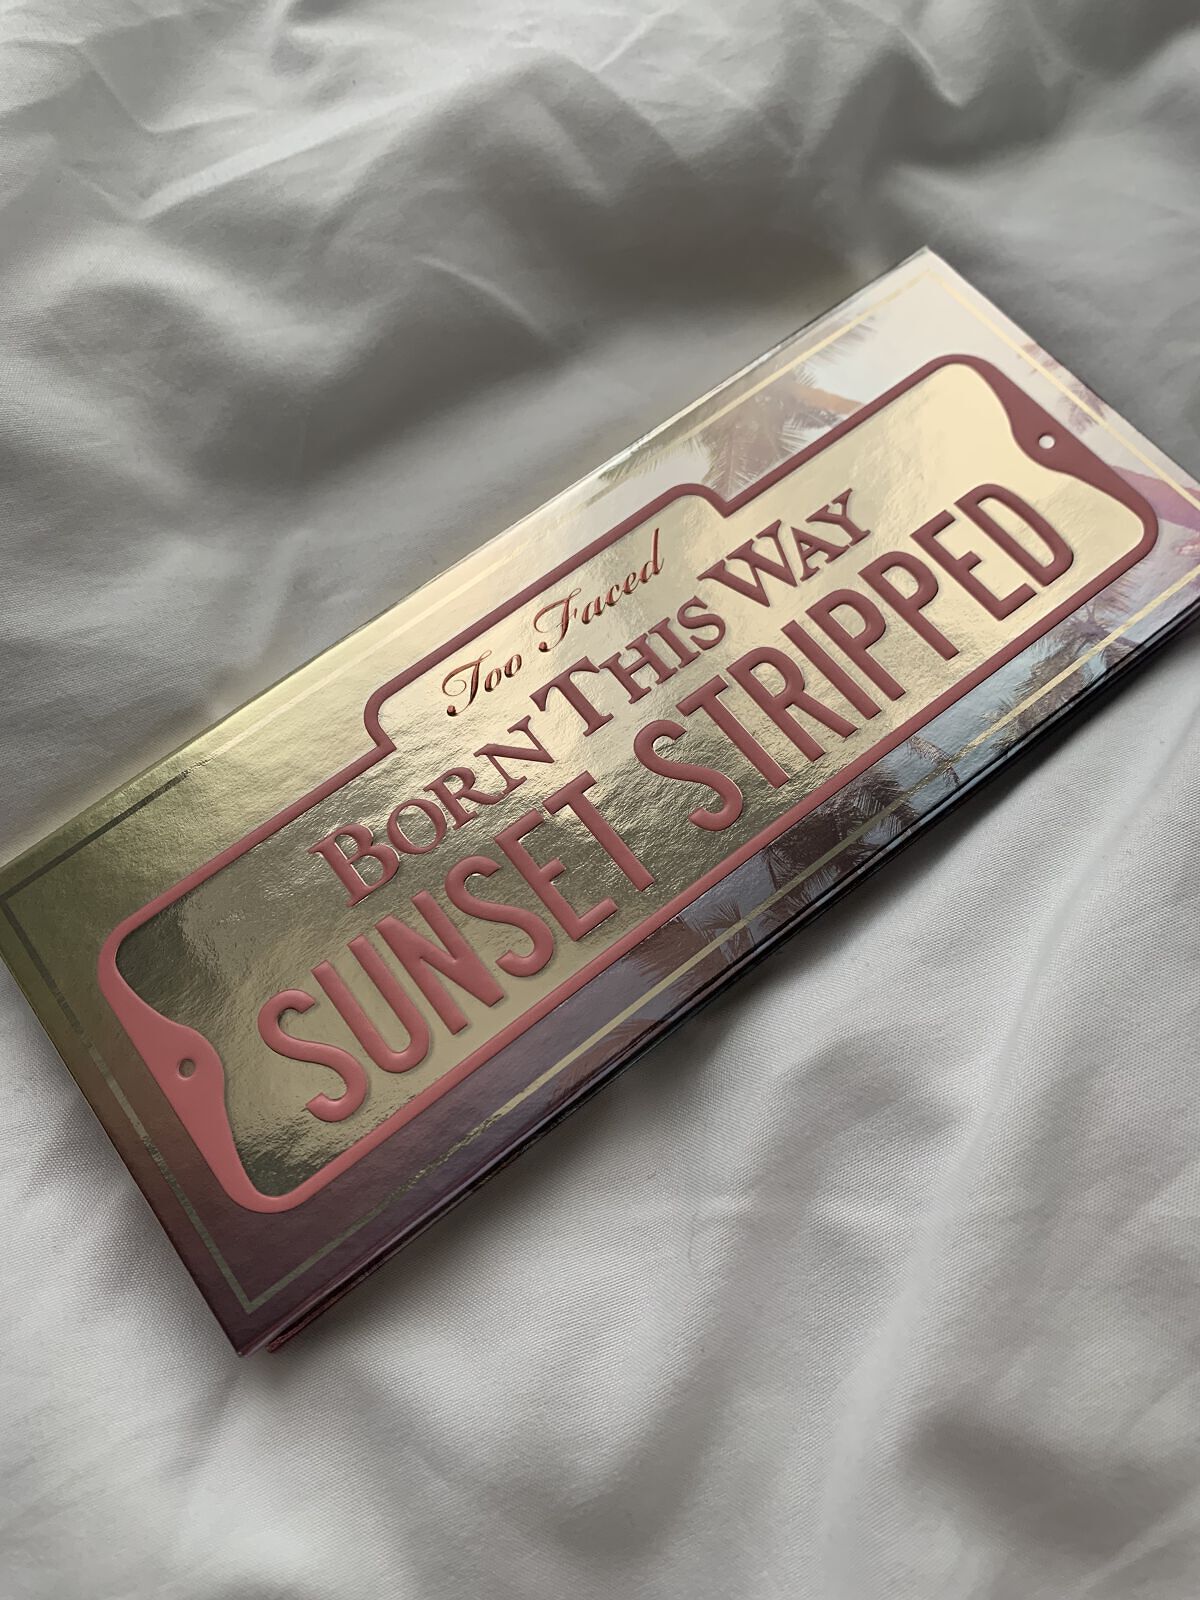 Too Faced
BORN THIS WAY
SUNSET STRIPPED